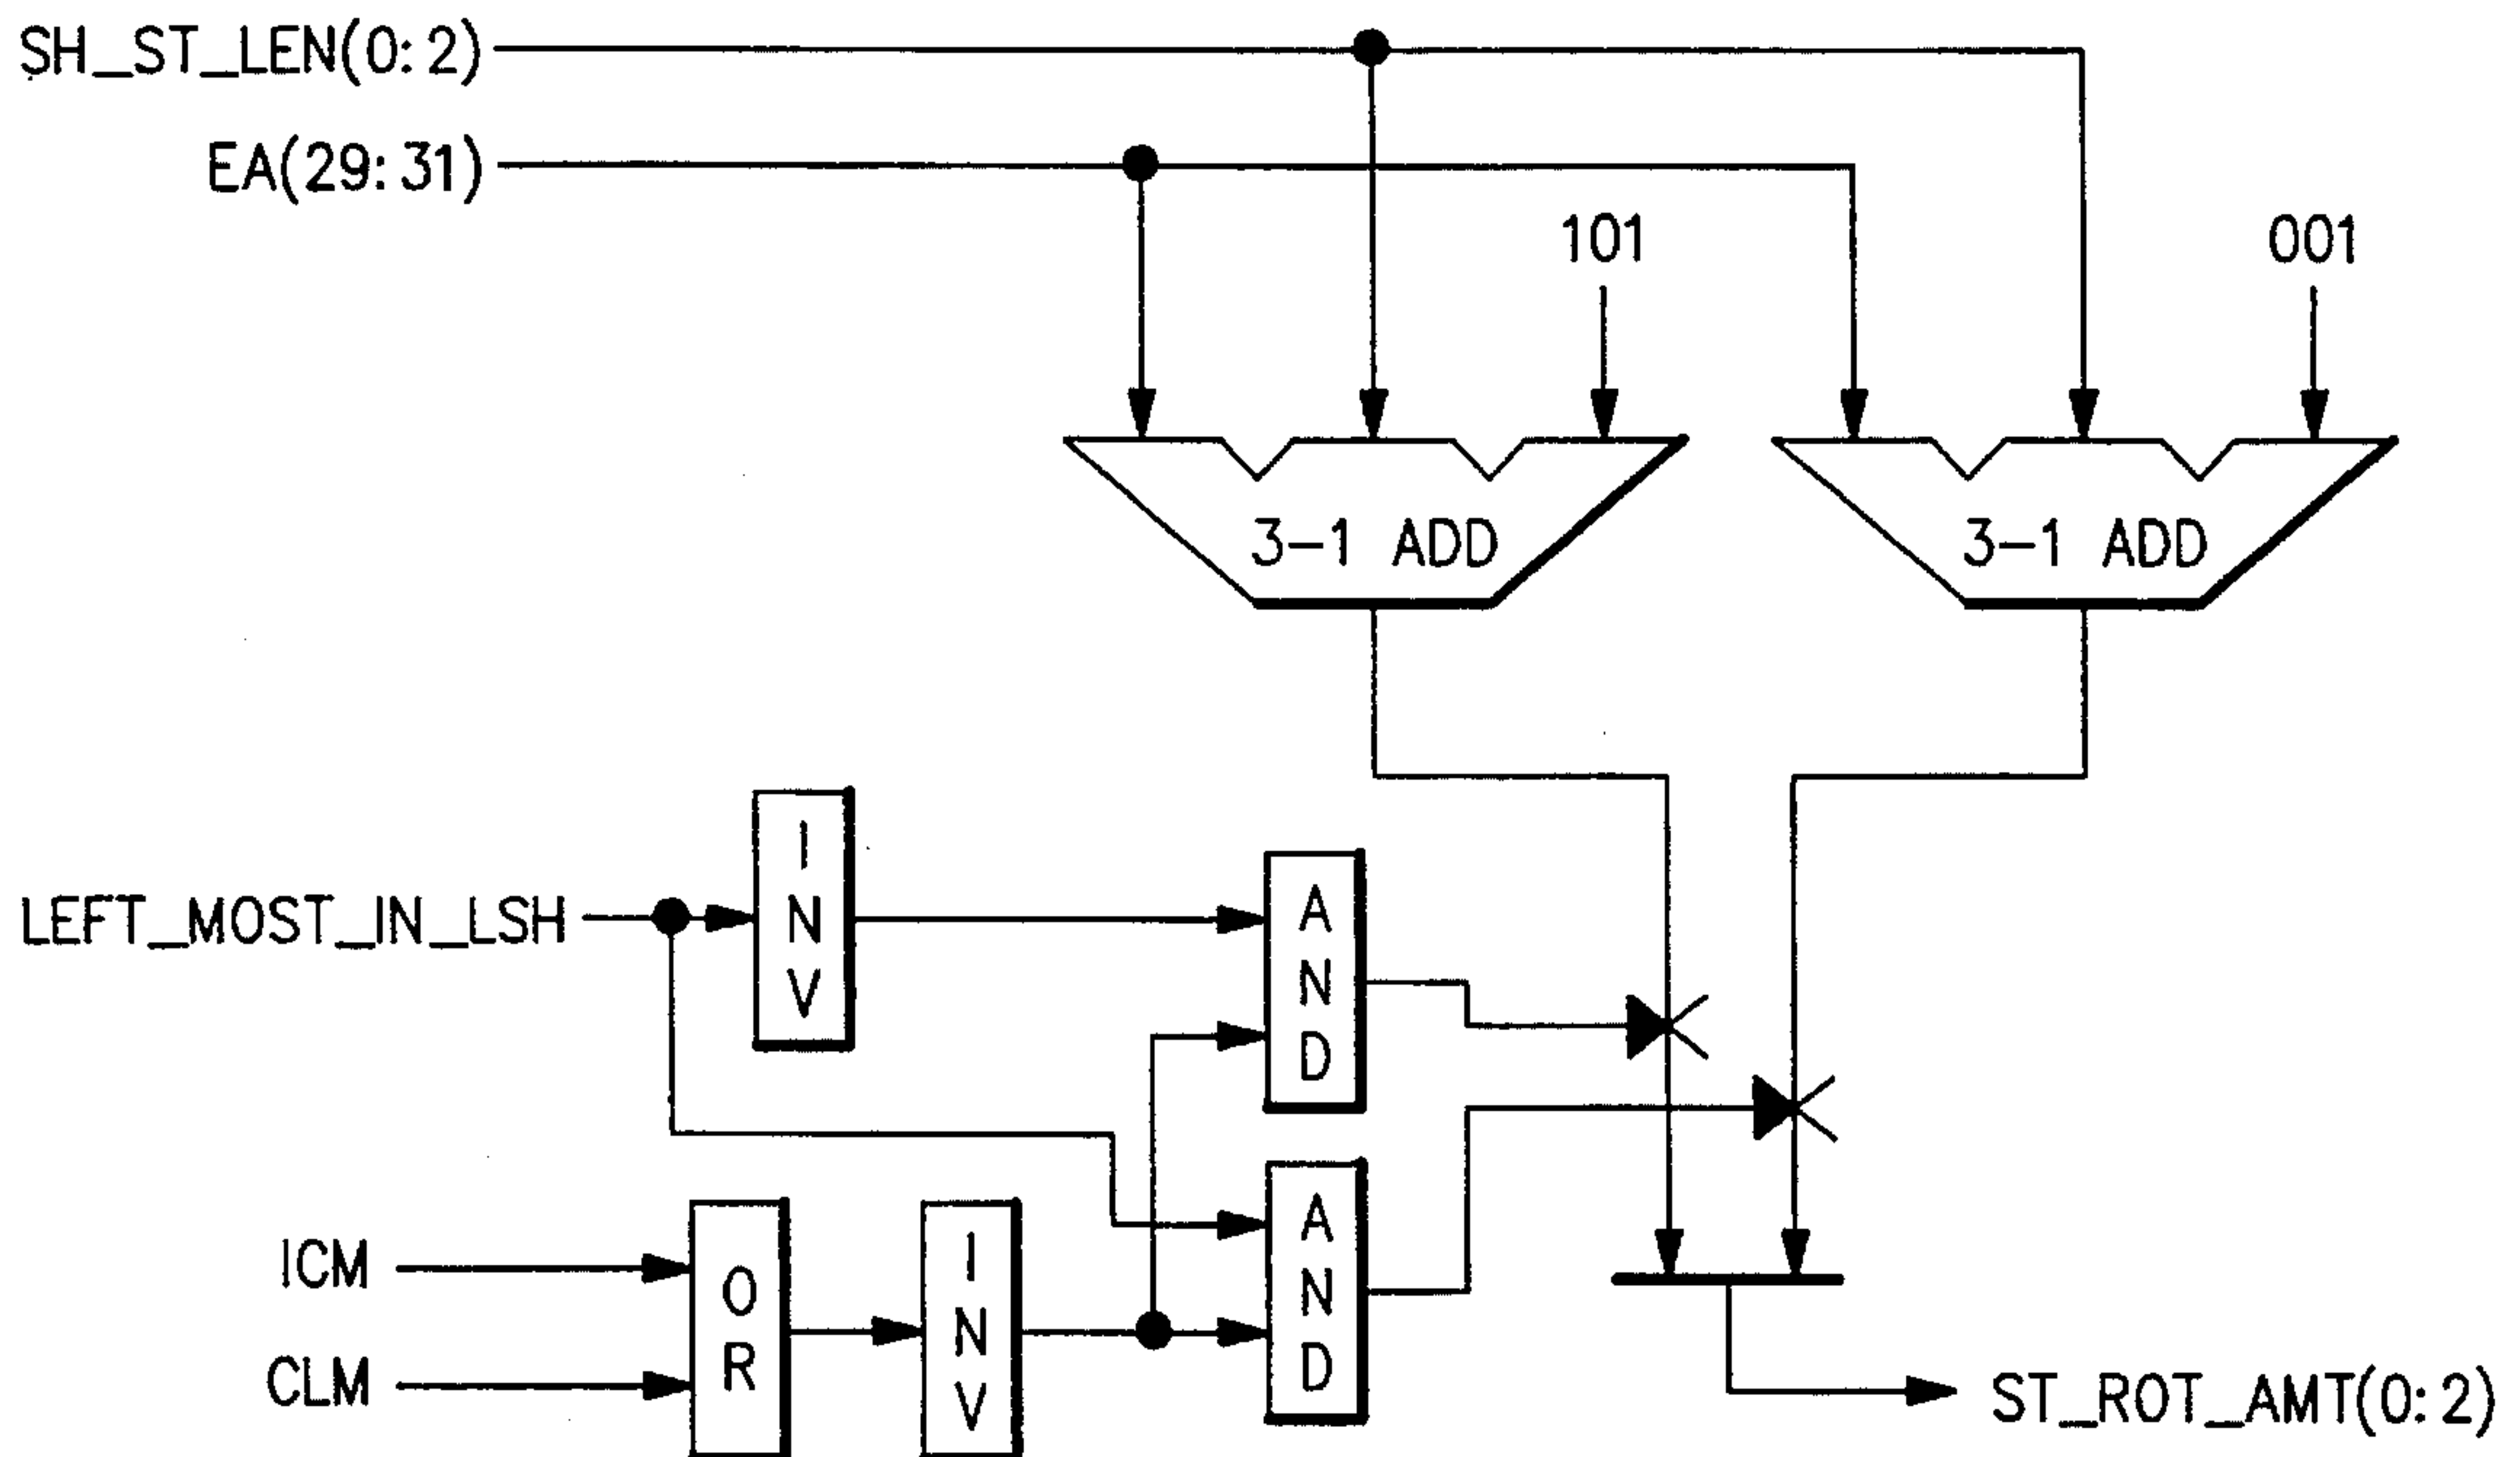 SH_ST_LEN(0:2)
EA(29:31)
101
001
3-1 ADD
3-1 ADD
INV
LEFT_MOST_IN_LSH
AND
ICM
CLM
OR
INV
AND
ST_ROT_AMT(0:2)